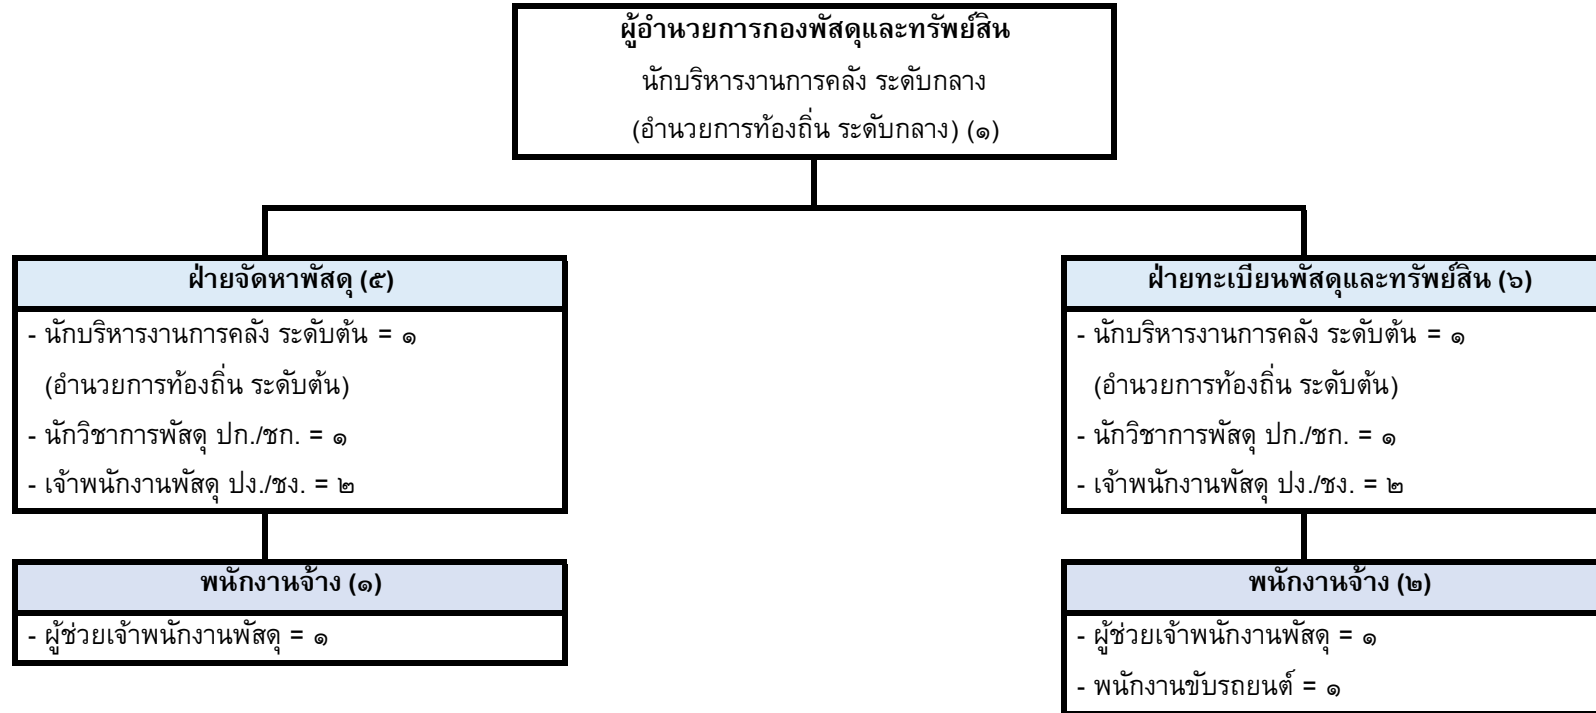 ผู้อำนวยการกองพัสดุและทรัพย์สิน
นักบริหารงานการคลัง ระดับกลาง
(อำนวยการท้องถิ่น ระดับกลาง) (๑)
ฝ่ายจัดหาพัสดุ (๕)
- นักบริหารงานการคลัง ระดับต้น = ๑
(อำนวยการท้องถิ่น ระดับต้น)
- นักวิชาการพัสดุ ปก./ชก. = ๑
- เจ้าพนักงานพัสดุ ปง./ชง. = ๒
พนักงานจ้าง (๑)
- ผู้ช่วยเจ้าพนักงานพัสดุ = ๑
ฝ่ายทะเบียนพัสดุและทรัพย์สิน (๖)
- นักบริหารงานการคลัง ระดับต้น = ๑
(อำนวยการท้องถิ่น ระดับต้น)
- นักวิชาการพัสดุ ปก./ชก. = ๑
- เจ้าพนักงานพัสดุ ปง./ชง. = ๒
พนักงานจ้าง (๒)
- ผู้ช่วยเจ้าพนักงานพัสดุ = ๑
- พนักงานขับรถยนต์ = ๑